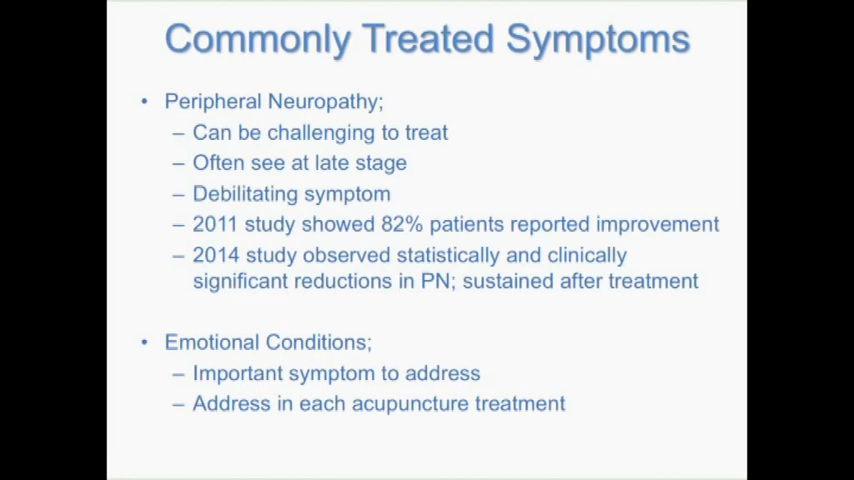 Commonly Treated Symptoms
• Peripheral Neuropathy;
– Can be challenging to treat
– Often see at late stage
– Debilitating symptom
– 2011 study showed 82% patients reported improvement
– 2014 study observed statistically and clinically
significant reductions in PN; sustained after treatment
• Emotional Conditions;
– Important symptom to address
– Address in each acupuncture treatment